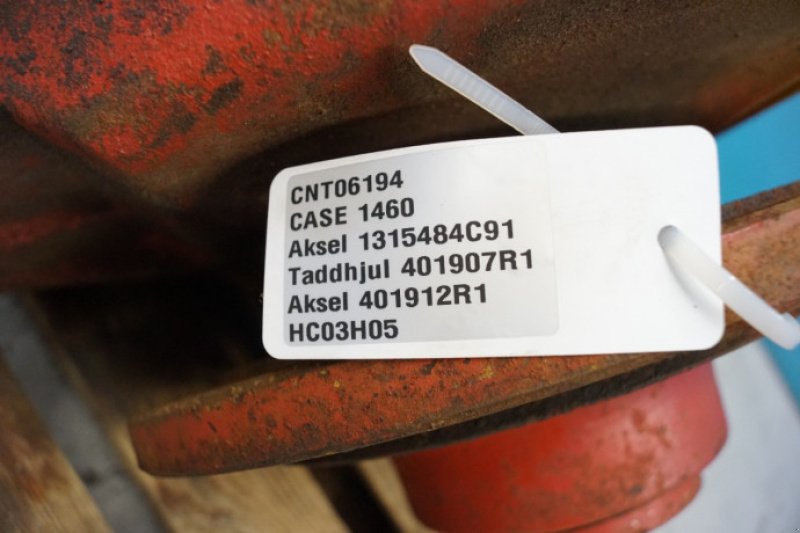 CNT06194
CASE 1460
Aksel 1315484C91
Taddhjul 401907R1
Aksel 401912R1
HC03H05